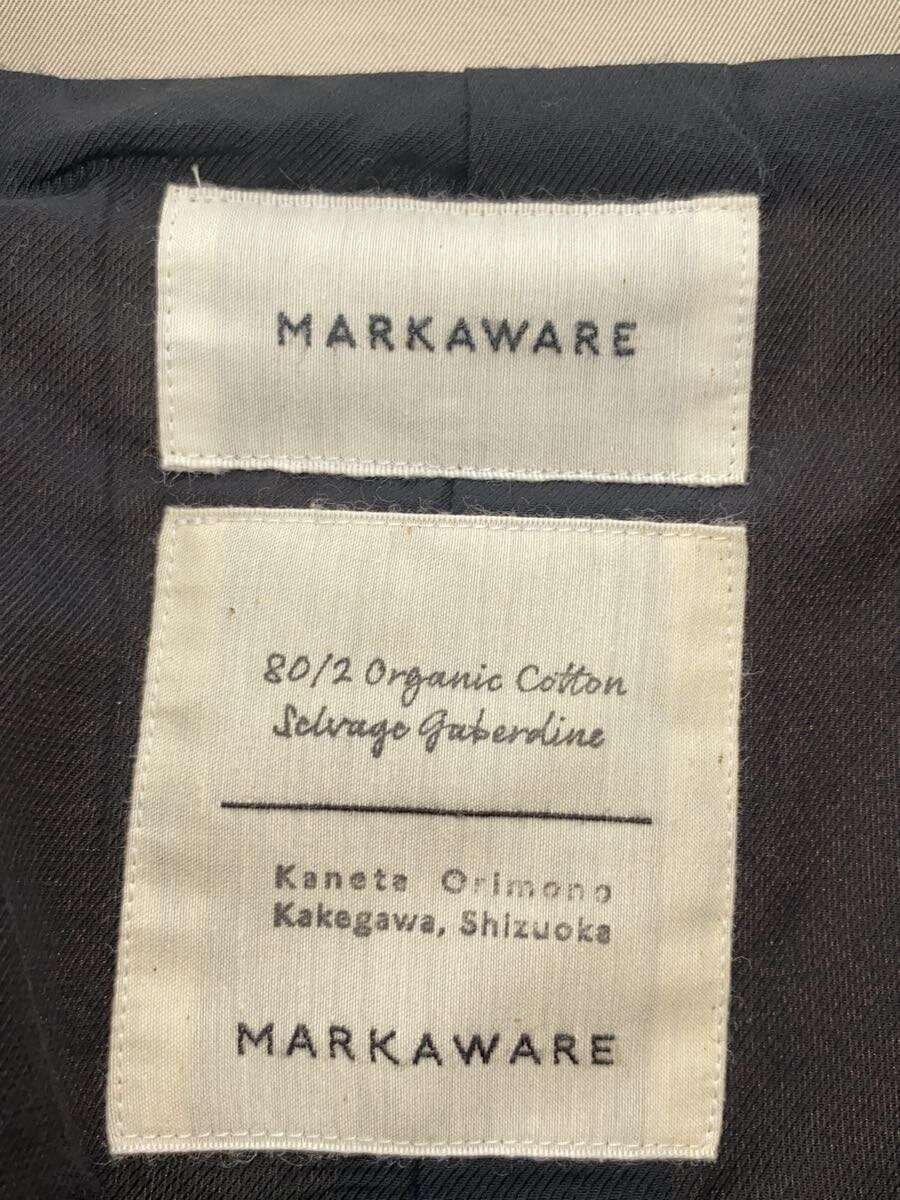 MARKAWARE
80/2 Organic Cotton
Selvage Gaberdine
Kaneta Orimono
Kakegawa, Shizuoka
MARKAWARE